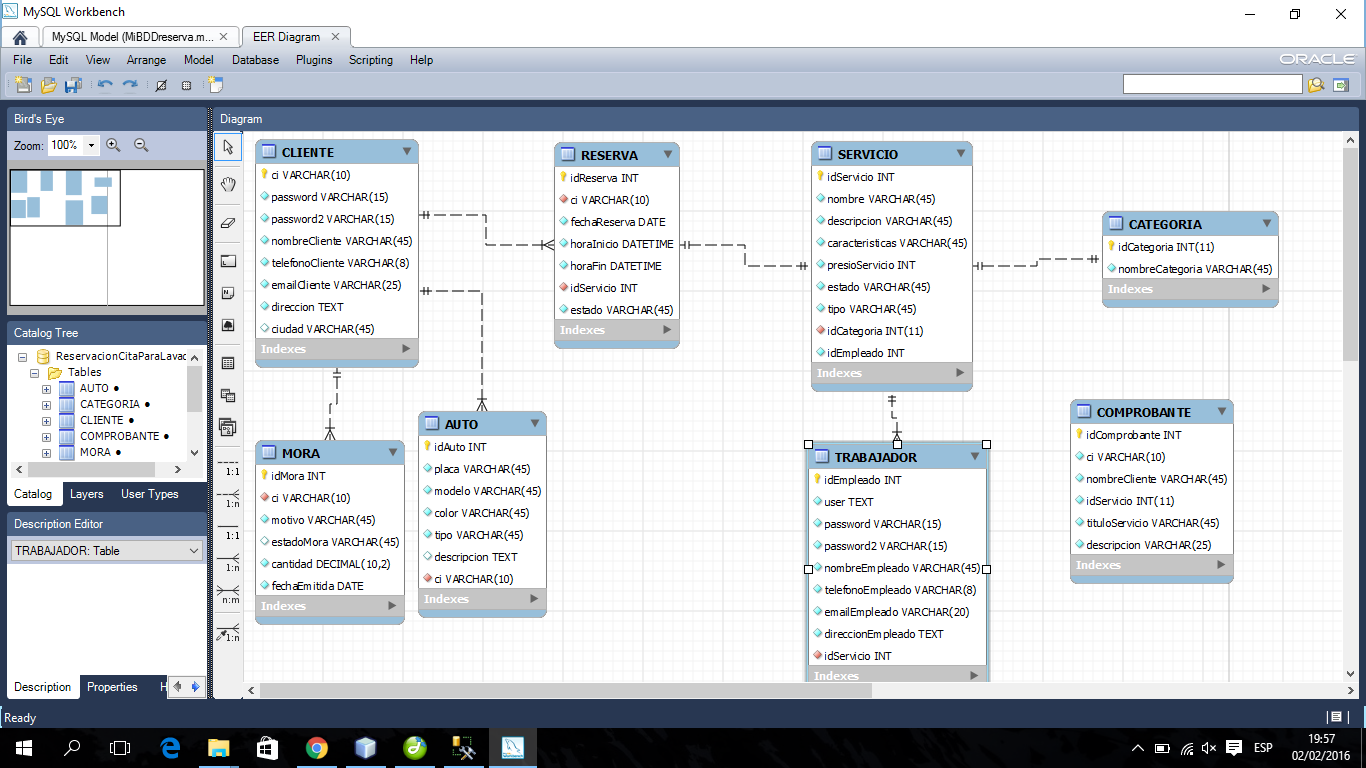 MySQL Workbench
MySQL Model (MiBDDreserva.m...
EER Diagram
File Edit View Arrange Model Database Plugins Scripting Help
ORACLE
Bird's Eye
Zoom: 100%
Catalog Tree
ReservacionCitaParaLavad
Tables
AUTO
CATEGORIA
CLIENTE
COMPROBANTE
MORA
Catalog Layers User Types
Description Editor
TRABAJADOR: Table
Description Properties H
Diagram
1:1
1:n
1:1
1:n
n:m
1:n
CLIENTE
ci VARCHAR(10)
password VARCHAR(15)
password2 VARCHAR(15)
nombreCliente VARCHAR(45)
telefonoCliente VARCHAR(8)
emailCliente VARCHAR(25)
direccion TEXT
ciudad VARCHAR(45)
Indexes
RESERVA
idReserva INT
ci VARCHAR(10)
fechaReserva DATE
horaInicio DATETIME
horaFin DATETIME
idServicio INT
estado VARCHAR(45)
Indexes
SERVICIO
idServicio INT
nombre VARCHAR(45)
descripcion VARCHAR(45)
caracteristicas VARCHAR(45)
presioServicio INT
estado VARCHAR(45)
tipo VARCHAR(45)
idCategoria INT(11)
idEmpleado INT
Indexes
CATEGORIA
idCategoria INT(11)
nombreCategoria VARCHAR(45)
Indexes
MORA
idMora INT
ci VARCHAR(10)
motivo VARCHAR(45)
estadoMora VARCHAR(45)
cantidad DECIMAL(10,2)
fechaEmitida DATE
Indexes
AUTO
idAuto INT
placa VARCHAR(45)
modelo VARCHAR(45)
color VARCHAR(45)
tipo VARCHAR(45)
descripcion TEXT
ci VARCHAR(10)
Indexes
TRABAJADOR
idEmpleado INT
user TEXT
password VARCHAR(15)
password2 VARCHAR(15)
nombreEmpleado VARCHAR(45)
telefonoEmpleado VARCHAR(8)
emailEmpleado VARCHAR(20)
direccionEmpleado TEXT
idServicio INT
Indexes
COMPROBANTE
idComprobante INT
ci VARCHAR(10)
nombreCliente VARCHAR(45)
idServicio INT(11)
tituloServicio VARCHAR(45)
descripcion VARCHAR(25)
Indexes
Ready
ESP
19:57
02/02/2016